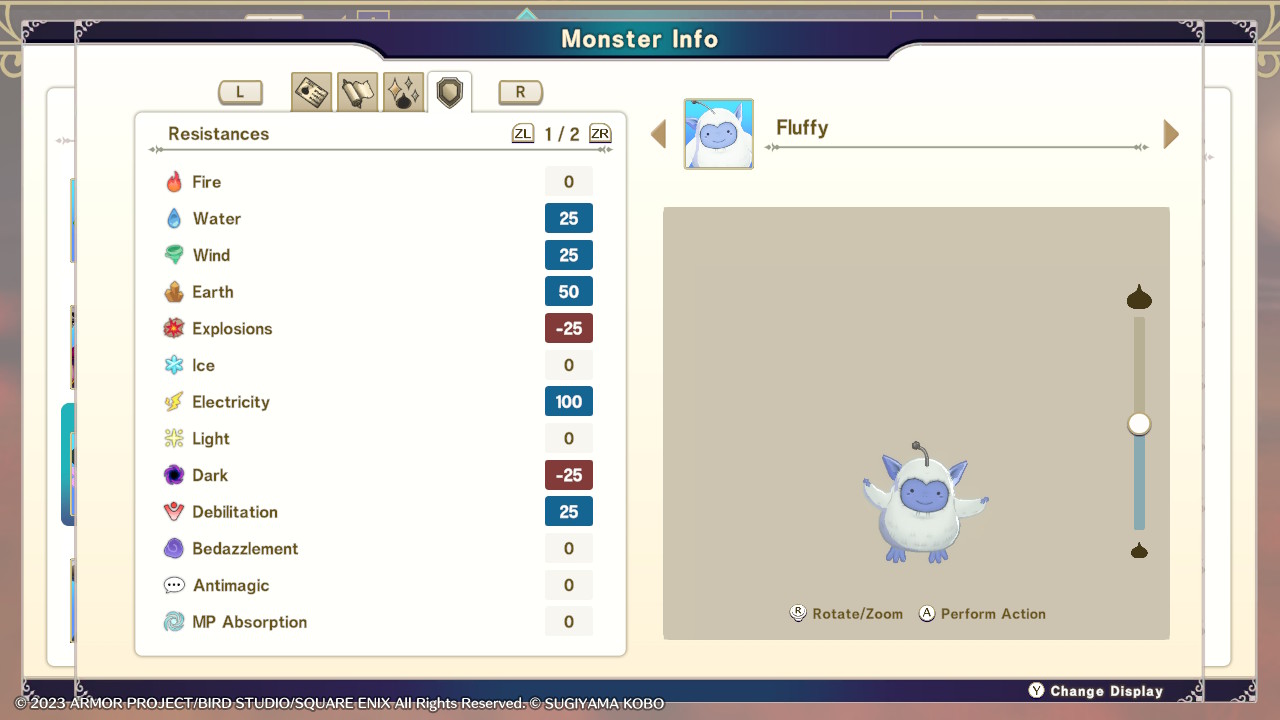 Monster Info
L
R
Resistances
ZL 1 / 2 ZR
Fire 0
Water 25
Wind 25
Earth 50
Explosions -25
Ice 0
Electricity 100
Light 0
Dark -25
Debilitation 25
Bedazzlement 0
Antimagic 0
MP Absorption 0
Fluffy
R Rotate/Zoom A Perform Action
Y Change Display
© 2023 ARMOR PROJECT/BIRD STUDIO/SQUARE ENIX All Rights Reserved. © SUGIYAMA KOBO